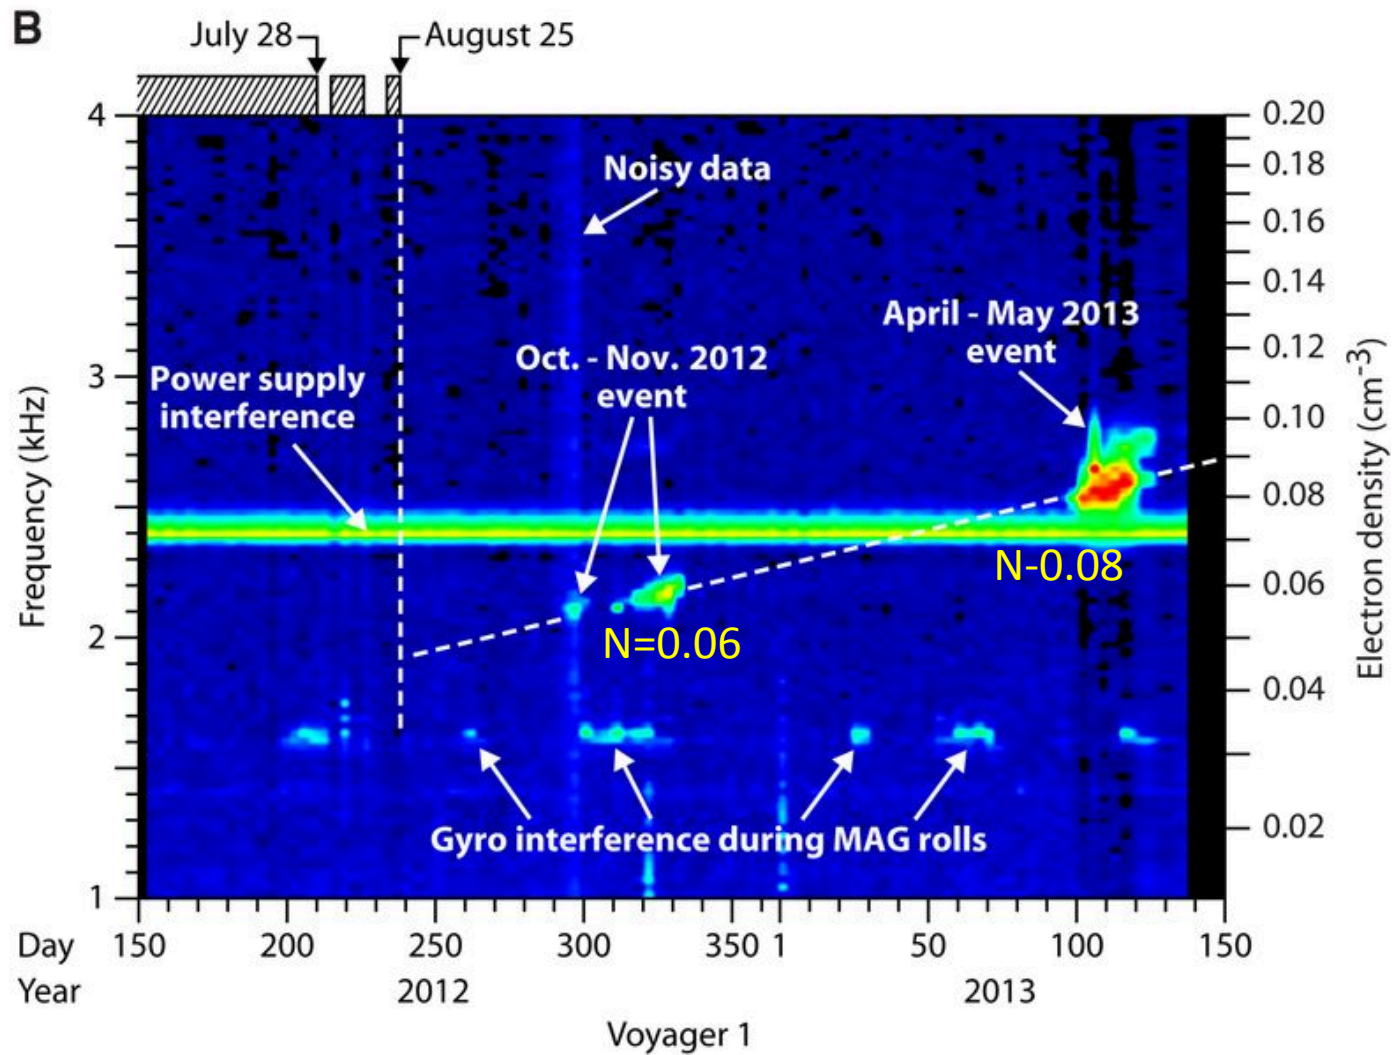 B
July 28
August 25
4
3
2
1
Frequency (kHz)
0.20
0.18
0.16
0.14
0.12
0.10
0.08
0.06
0.04
0.02
Electron density (cm⁻³)
Noisy data
April - May 2013
event
Oct. - Nov. 2012
event
Power supply
interference
N-0.08
N=0.06
Gyro interference during MAG rolls
Day 150 200 250 300 350 1 50 100 150
Year 2012 2013
Voyager 1